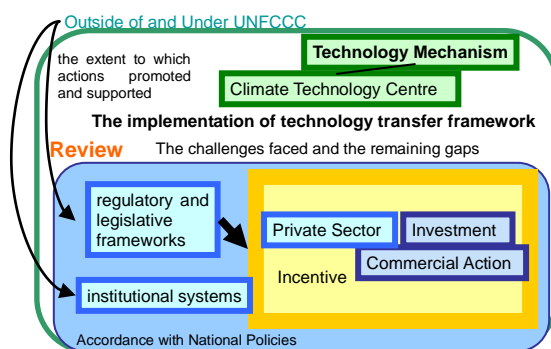 Outside of and Under UNFCCC
the extent to which
actions promoted
and supported
Technology Mechanism
Climate Technology Centre
The implementation of technology transfer framework
Review
The challenges faced and the remaining gaps
regulatory and
legislative
frameworks
Private Sector
Investment
Commercial Action
Incentive
institutional systems
Accordance with National Policies